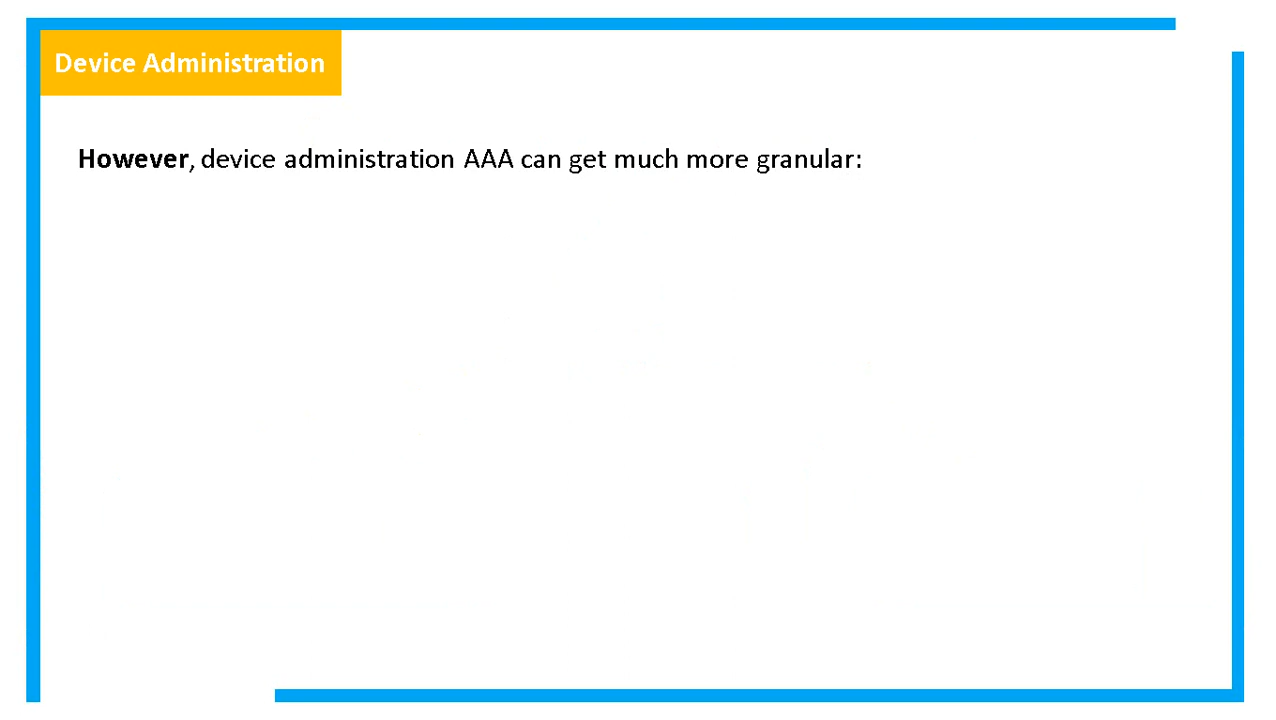 Device Administration
However, device administration AAA can get much more granular: